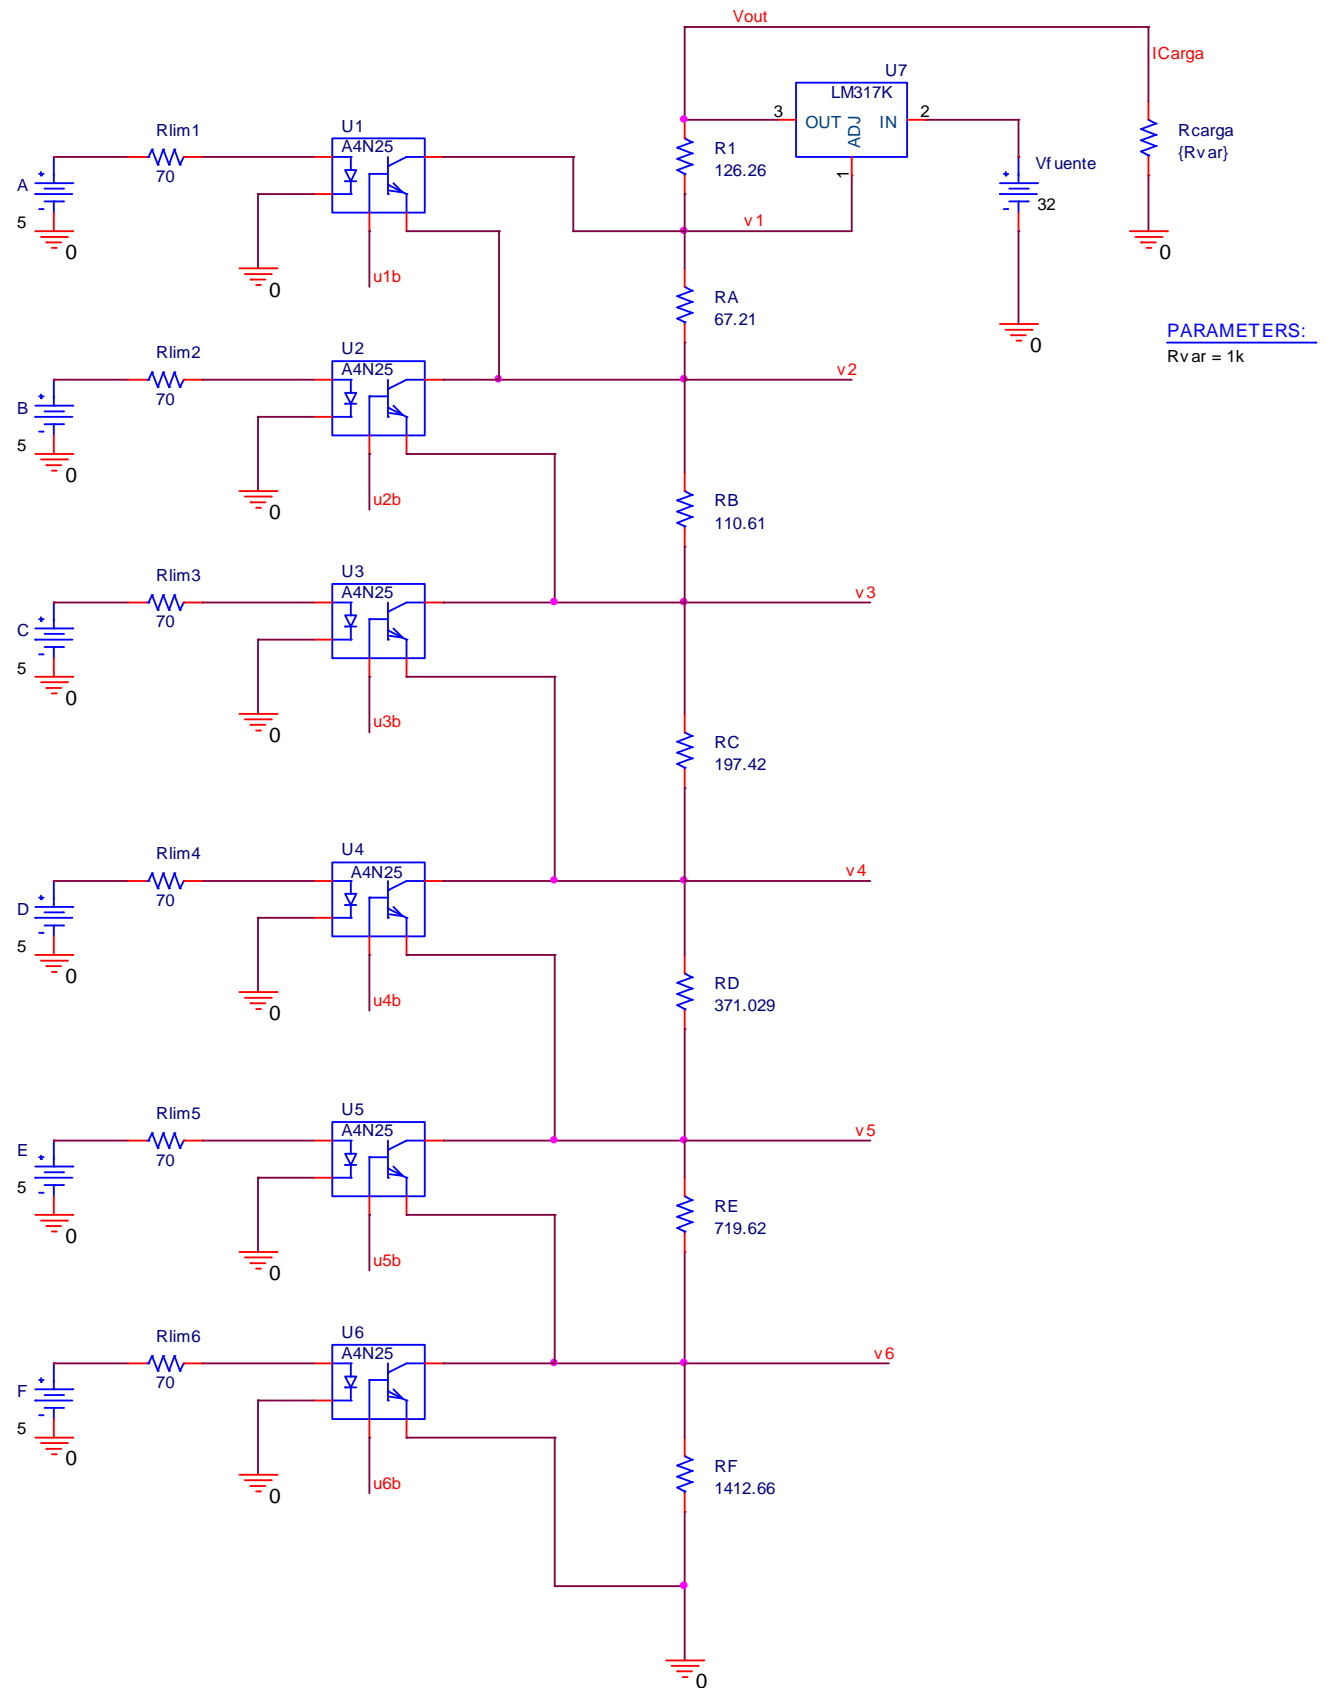 Vout
ICarga
U7
LM317K
3
OUT
ADJ
IN
2
1
Rcarga
{Rvar}
0
Vfuente
32
0
PARAMETERS:
Rvar = 1k
R1
126.26
v1
A
5
0
Rlim1
70
U1
A4N25
0
u1b
RA
67.21
B
5
0
Rlim2
70
U2
A4N25
0
u2b
v2
RB
110.61
C
5
0
Rlim3
70
U3
A4N25
0
u3b
v3
RC
197.42
D
5
0
Rlim4
70
U4
A4N25
0
u4b
v4
RD
371.029
E
5
0
Rlim5
70
U5
A4N25
0
u5b
v5
RE
719.62
F
5
0
Rlim6
70
U6
A4N25
0
u6b
v6
RF
1412.66
0